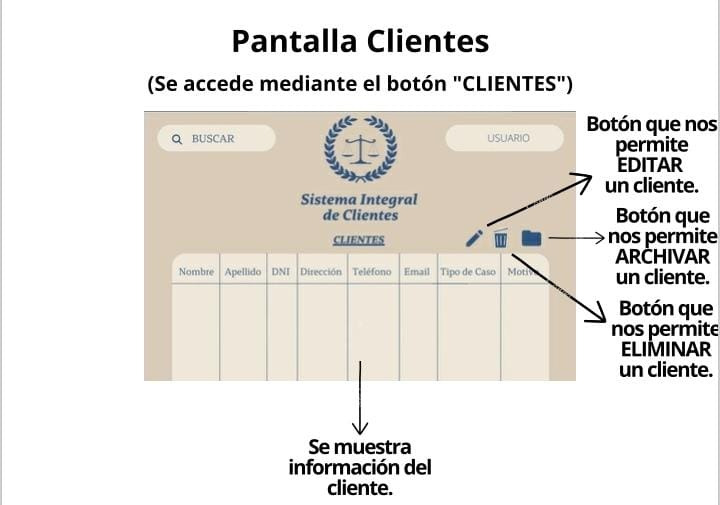 Pantalla Clientes
(Se accede mediante el botón "CLIENTES")
BUSCAR
USUARIO
Sistema Integral
de Clientes
CLIENTES
Nombre Apellido DNI Dirección Teléfono Email Tipo de Caso Motivo
Botón que nos
permite
EDITAR
un cliente.
Botón que
nos permite
ARCHIVAR
un cliente.
Botón que
nos permite
ELIMINAR
un cliente.
Se muestra
información del
cliente.